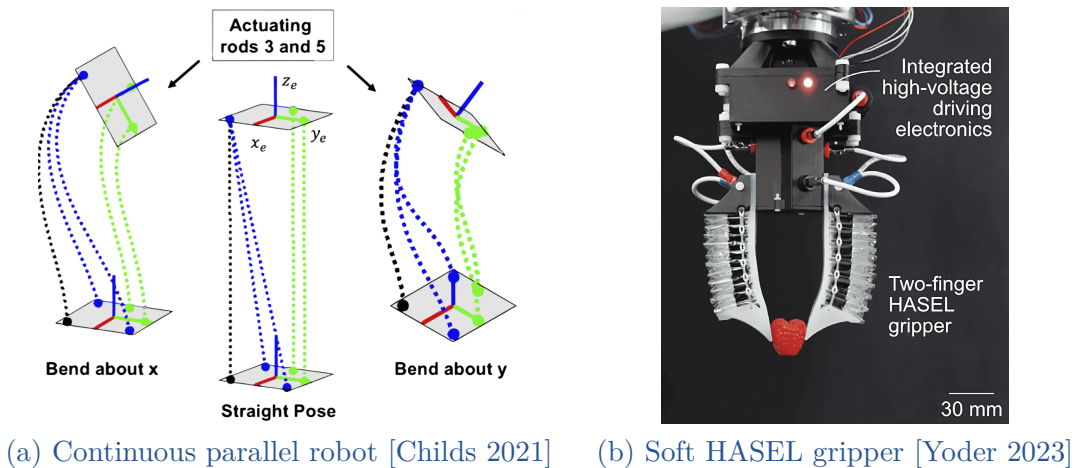 Actuating
rods 3 and 5
z_e
x_e
y_e
Bend about x
Straight Pose
Bend about y
Integrated
high-voltage
driving
electronics
Two-finger
HASEL
gripper
30 mm
(a) Continuous parallel robot [Childs 2021]
(b) Soft HASEL gripper [Yoder 2023]